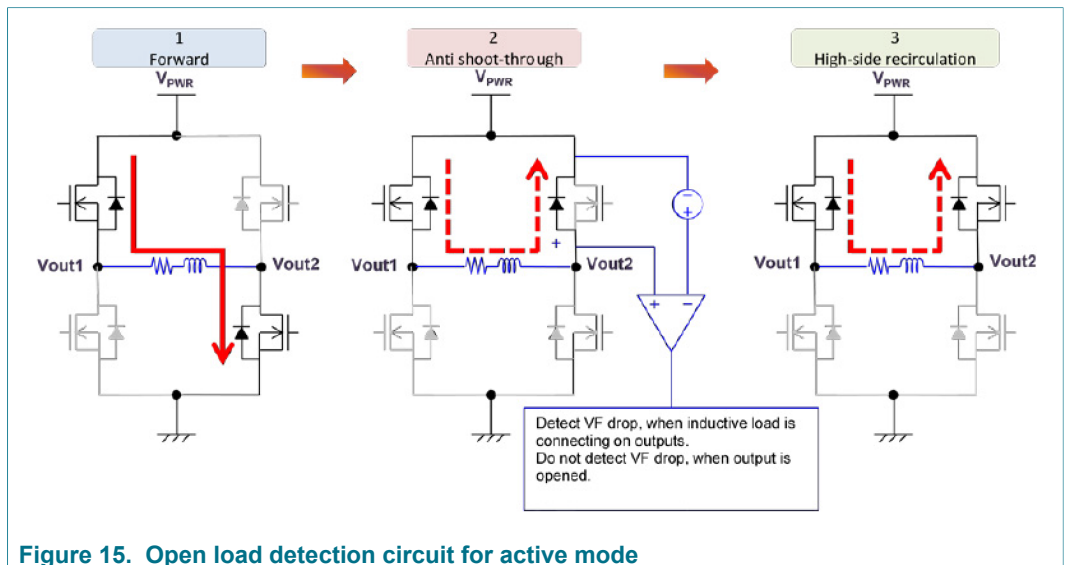 1
Forward
2
Anti shoot-through
3
High-side recirculation
VPWR
VPWR
VPWR
Vout1
Vout2
Vout1
Vout2
Vout1
Vout2
−
+
+
+
−
Detect VF drop, when inductive load is
connecting on outputs.
Do not detect VF drop, when output is
opened.
Figure 15. Open load detection circuit for active mode